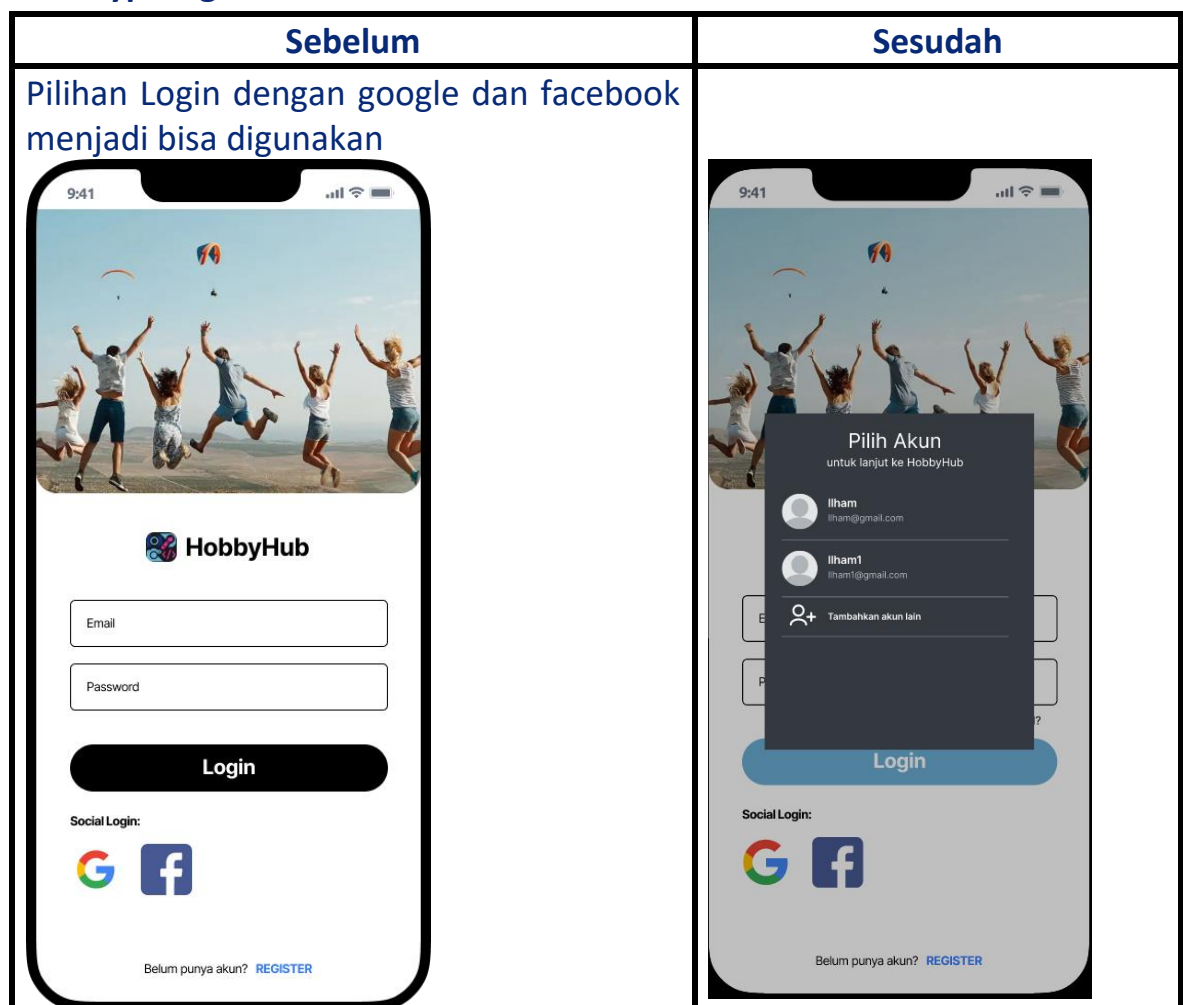 Sebelum
Sesudah
Pilihan Login dengan google dan facebook
menjadi bisa digunakan
9:41
HobbyHub
Email
Password
Login
Social Login:
Belum punya akun? REGISTER
9:41
Pilih Akun
untuk lanjut ke HobbyHub
Ilham
Ilham@gmail.com
Ilham1
Ilham1@gmail.com
Tambahkan akun lain
E
P
?
Login
Social Login:
Belum punya akun? REGISTER